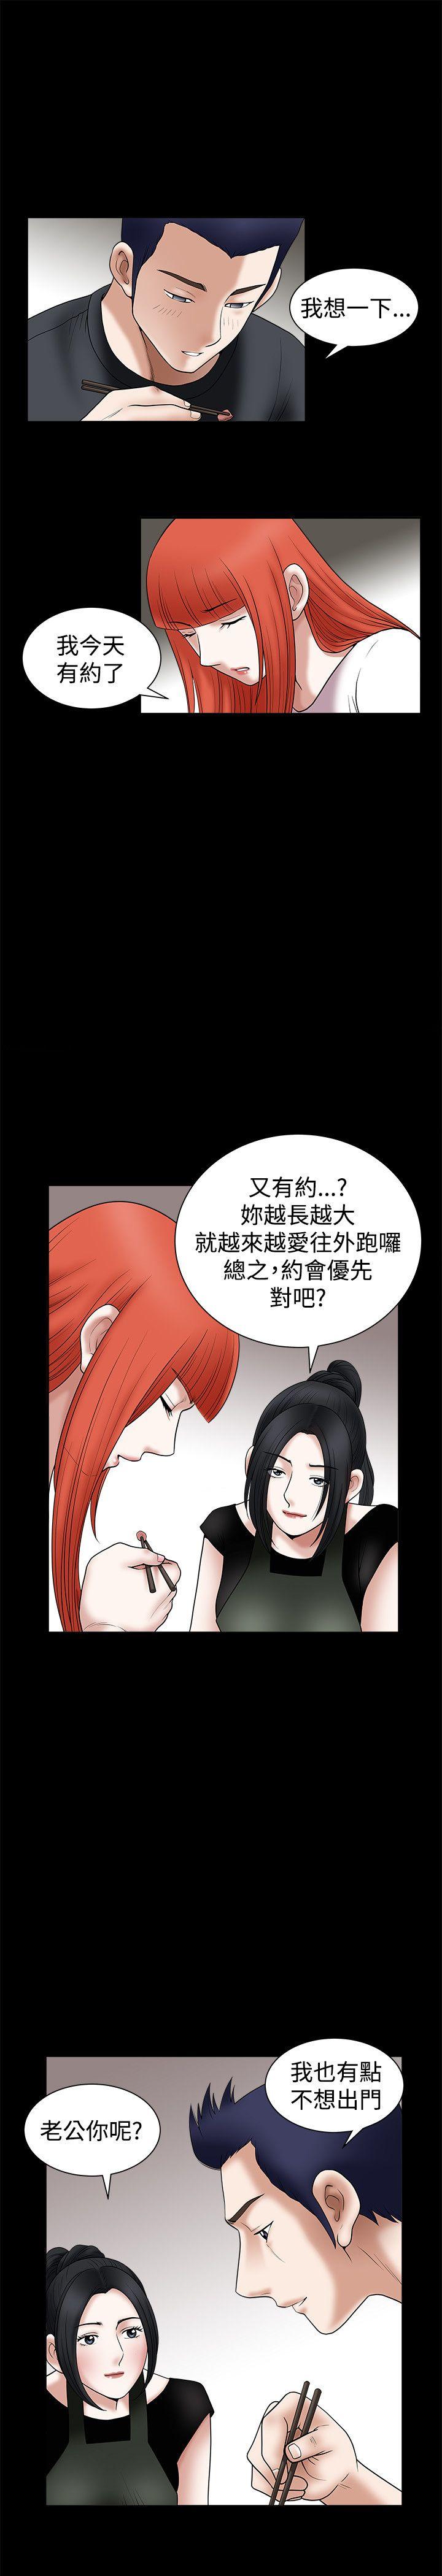 我想一下...
我今天
有約了
又有約...?
妳越長越大
就越來越愛往外跑囉
總之,約會優先
對吧?
我也有點
不想出門
老公你呢?